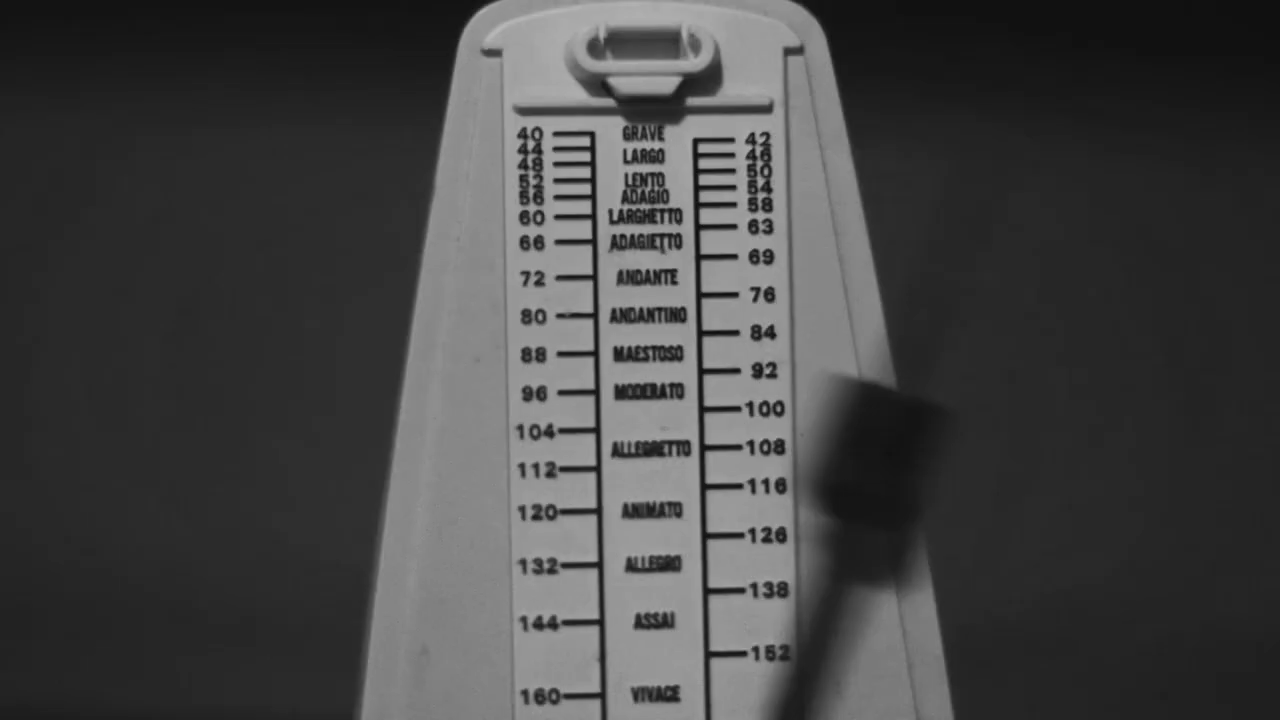 40 GRAVE 42
44 LARGO 46
48 50
52 LENTO 54
56 ADAGIO 58
60 LARGHETTO 63
66 ADAGIETTO 69
72 ANDANTE 76
80 ANDANTINO 84
88 MAESTOSO 92
96 MODERATO 100
104 ALLEGRETTO 108
112 116
120 ANIMATO 126
132 ALLEGRO 138
144 ASSAI 152
160 VIVACE